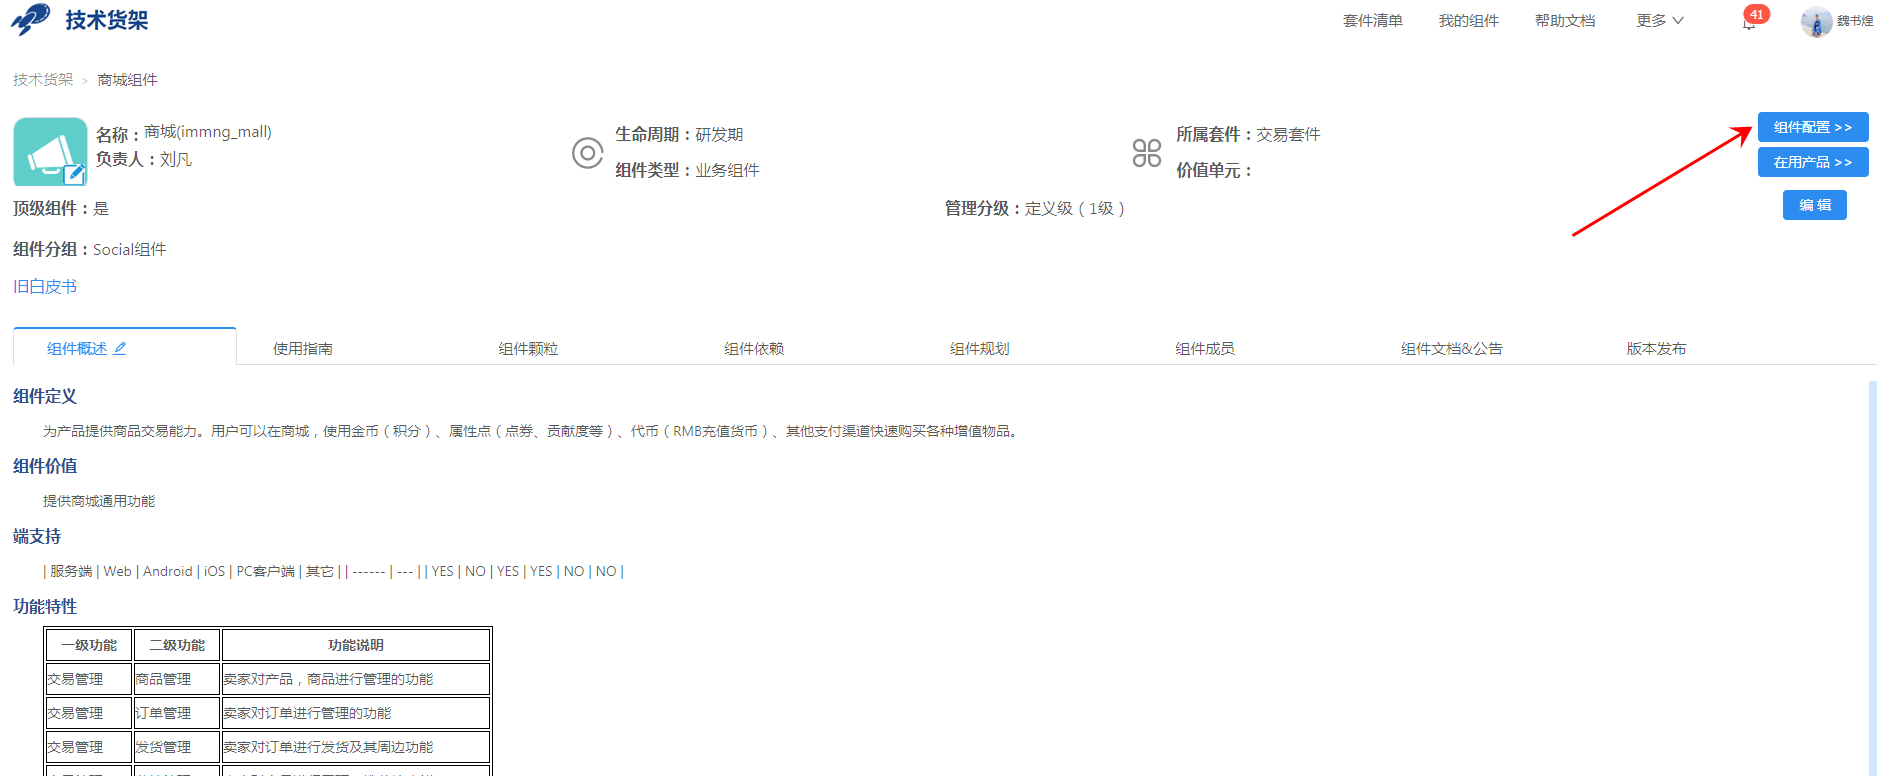 技术货架
套件清单 我的组件 帮助文档 更多 41 魏书煌
技术货架 > 商城组件
名称：商城(immng_mall)
负责人：刘凡
生命周期：研发期
组件类型：业务组件
所属套件：交易套件
价值单元：
组件配置 >>
在用产品 >>
编 辑
顶级组件：是
管理分级：定义级（1级）
组件分组：Social组件
旧白皮书
组件概述 使用指南 组件颗粒 组件依赖 组件规划 组件成员 组件文档&公告 版本发布
组件定义
为产品提供商品交易能力。用户可以在商城，使用金币（积分）、属性点（点券、贡献度等）、代币（RMB充值货币）、其他支付渠道快速购买各种增值物品。
组件价值
提供商城通用功能
端支持
| 服务端 | Web | Android | iOS | PC客户端 | 其它 | | ------ | --- | | YES | NO | YES | YES | NO | NO |
功能特性
一级功能 二级功能 功能说明
交易管理 商品管理 卖家对产品，商品进行管理的功能
交易管理 订单管理 卖家对订单进行管理的功能
交易管理 发货管理 卖家对订单进行发货及其周边功能